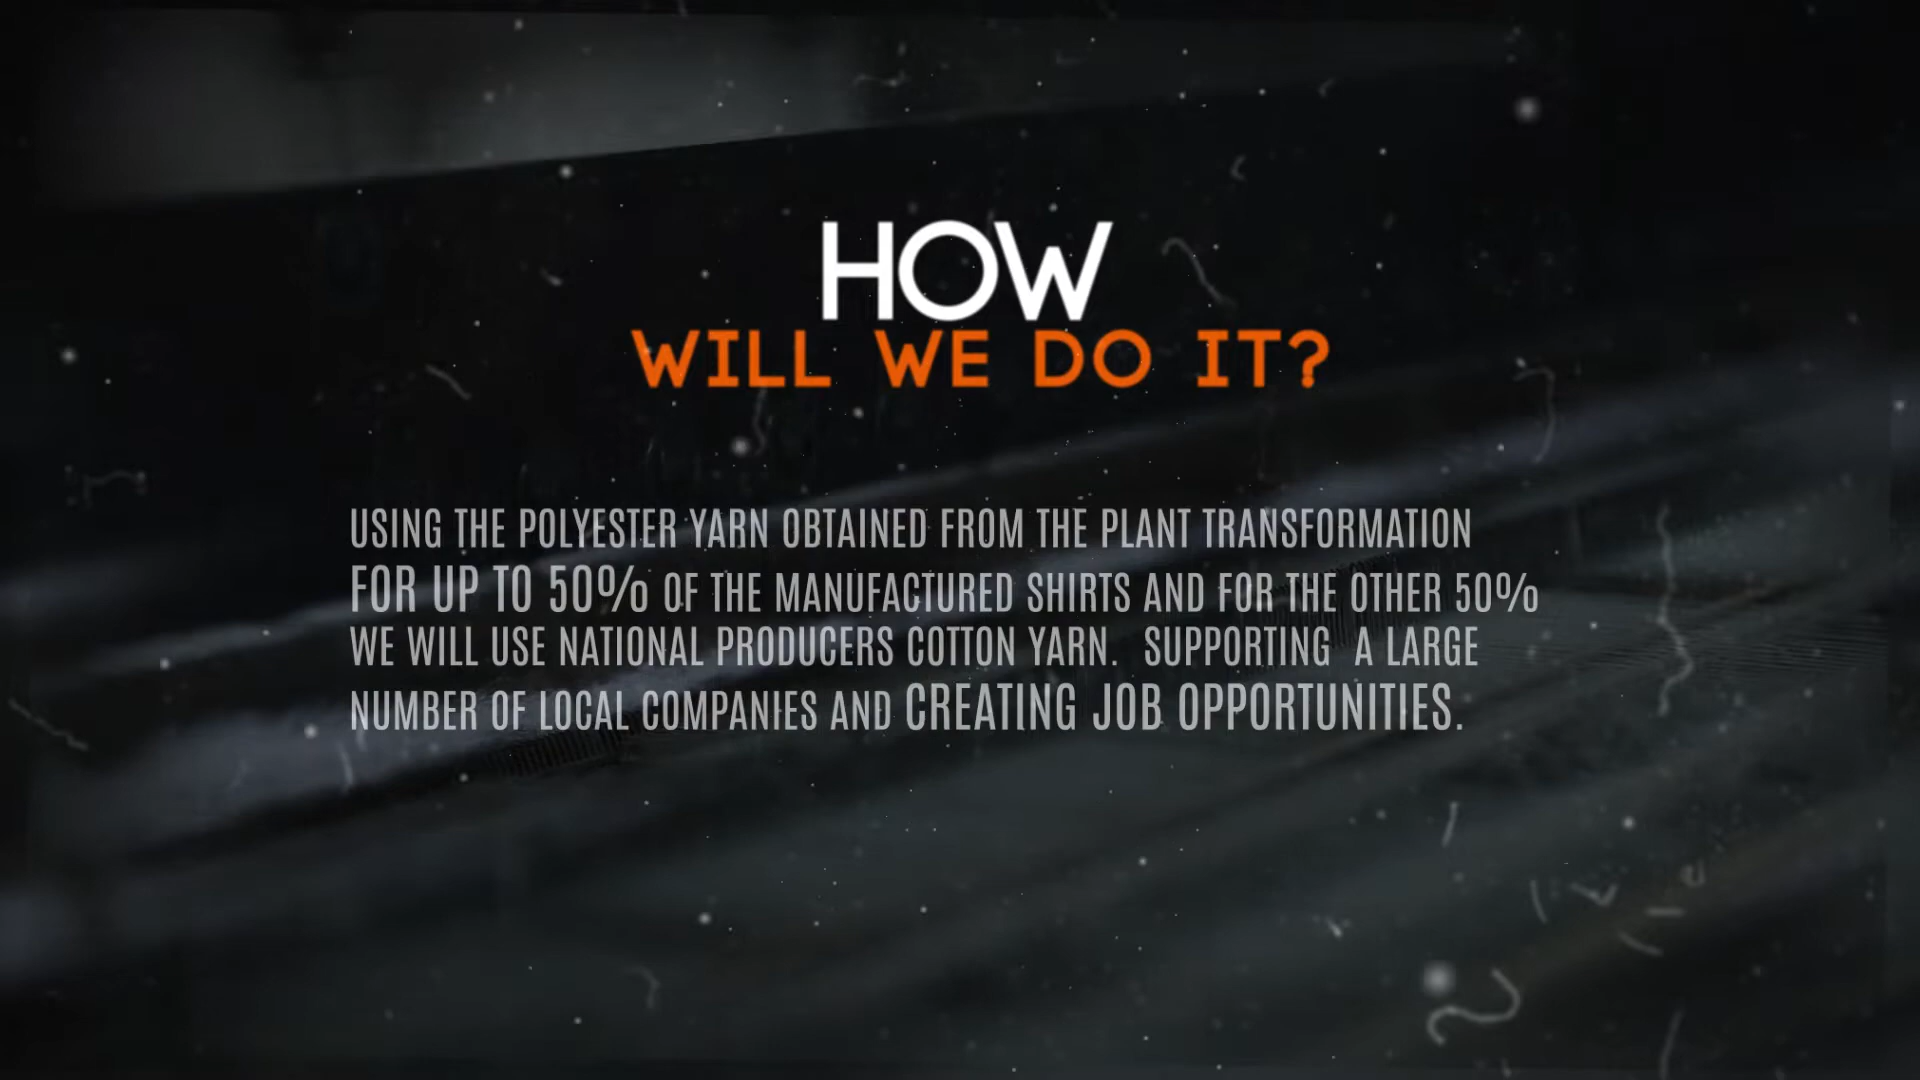 HOW
WILL WE DO IT?
USING THE POLYESTER YARN OBTAINED FROM THE PLANT TRANSFORMATION
FOR UP TO 50% OF THE MANUFACTURED SHIRTS AND FOR THE OTHER 50%
WE WILL USE NATIONAL PRODUCERS COTTON YARN. SUPPORTING A LARGE
NUMBER OF LOCAL COMPANIES AND CREATING JOB OPPORTUNITIES.